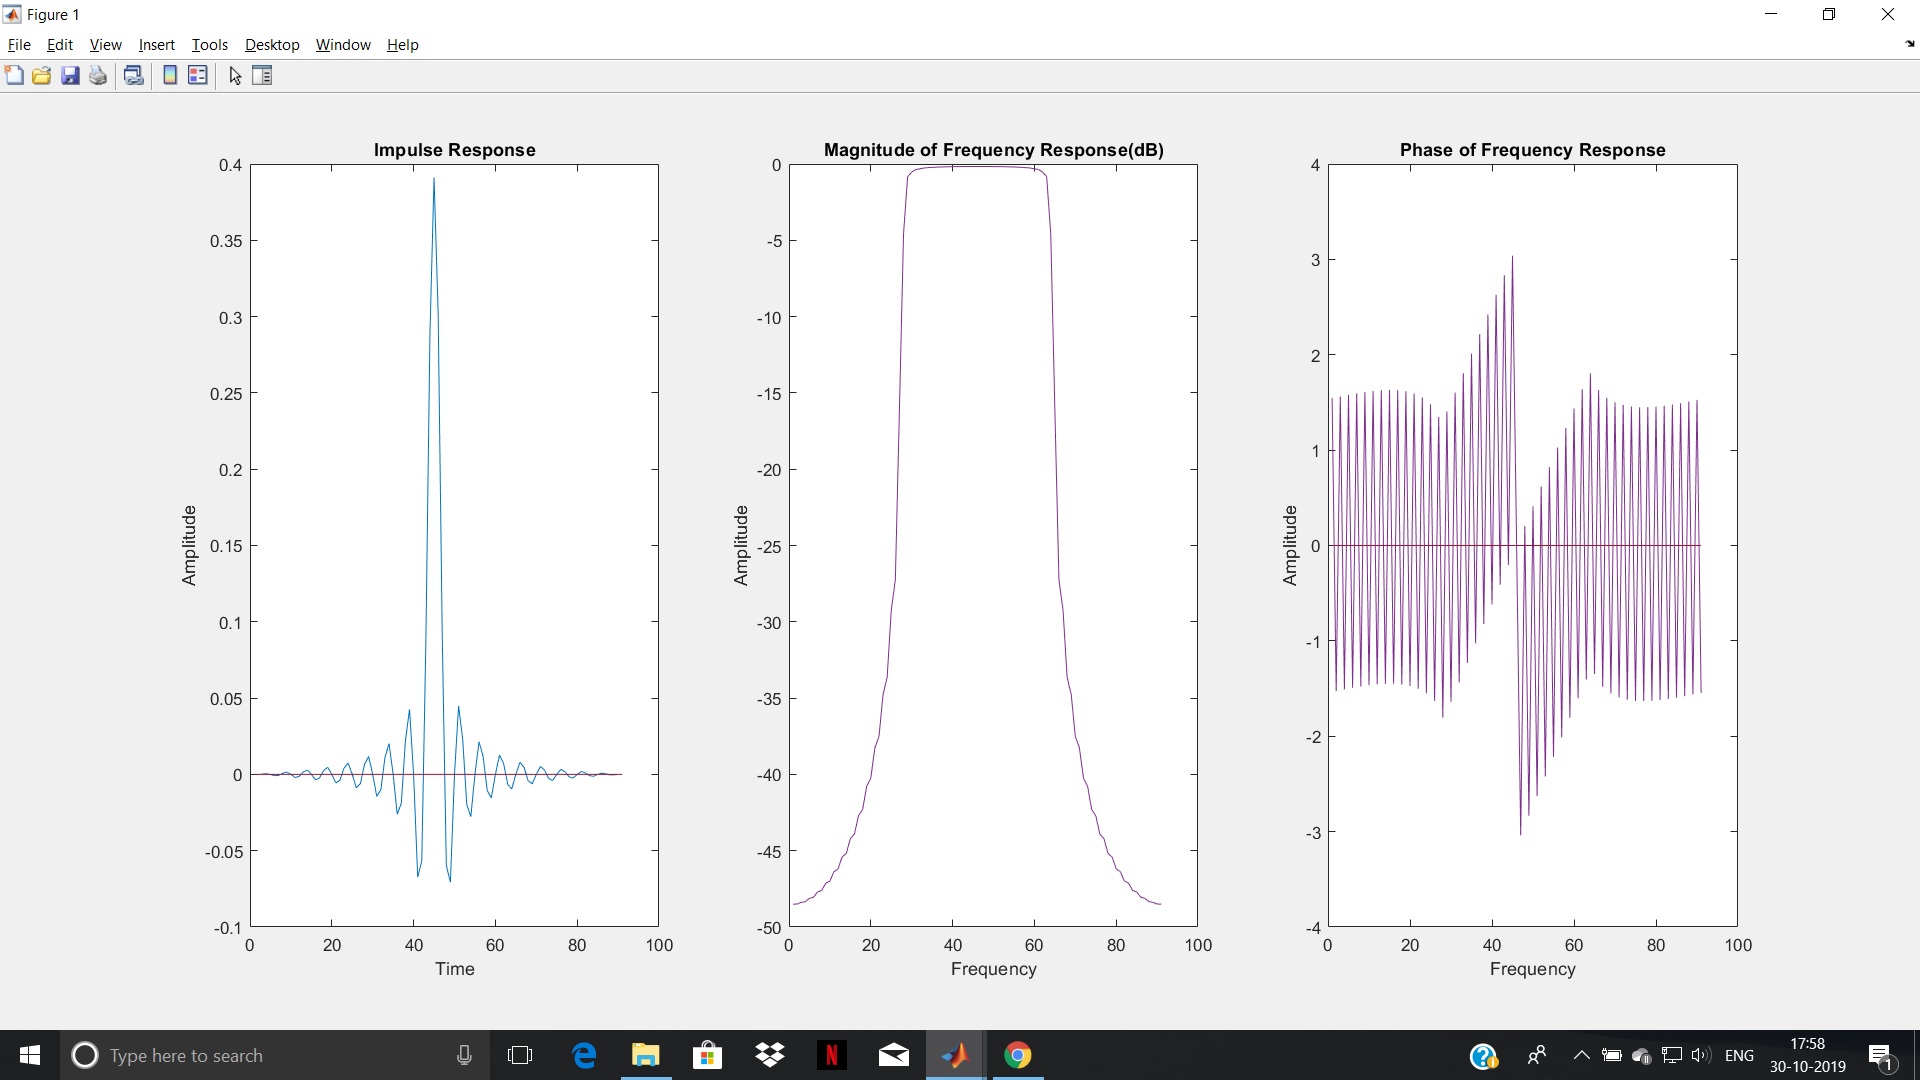 Figure 1
File Edit View Insert Tools Desktop Window Help
Impulse Response
0.4
0.35
0.3
0.25
0.2
0.15
0.1
0.05
0
-0.05
-0.1
Amplitude
0 20 40 60 80 100
Time
Magnitude of Frequency Response(dB)
0
-5
-10
-15
-20
-25
-30
-35
-40
-45
-50
Amplitude
0 20 40 60 80 100
Frequency
Phase of Frequency Response
4
3
2
1
0
-1
-2
-3
-4
Amplitude
0 20 40 60 80 100
Frequency
Type here to search
N
ENG
17:58
30-10-2019
1